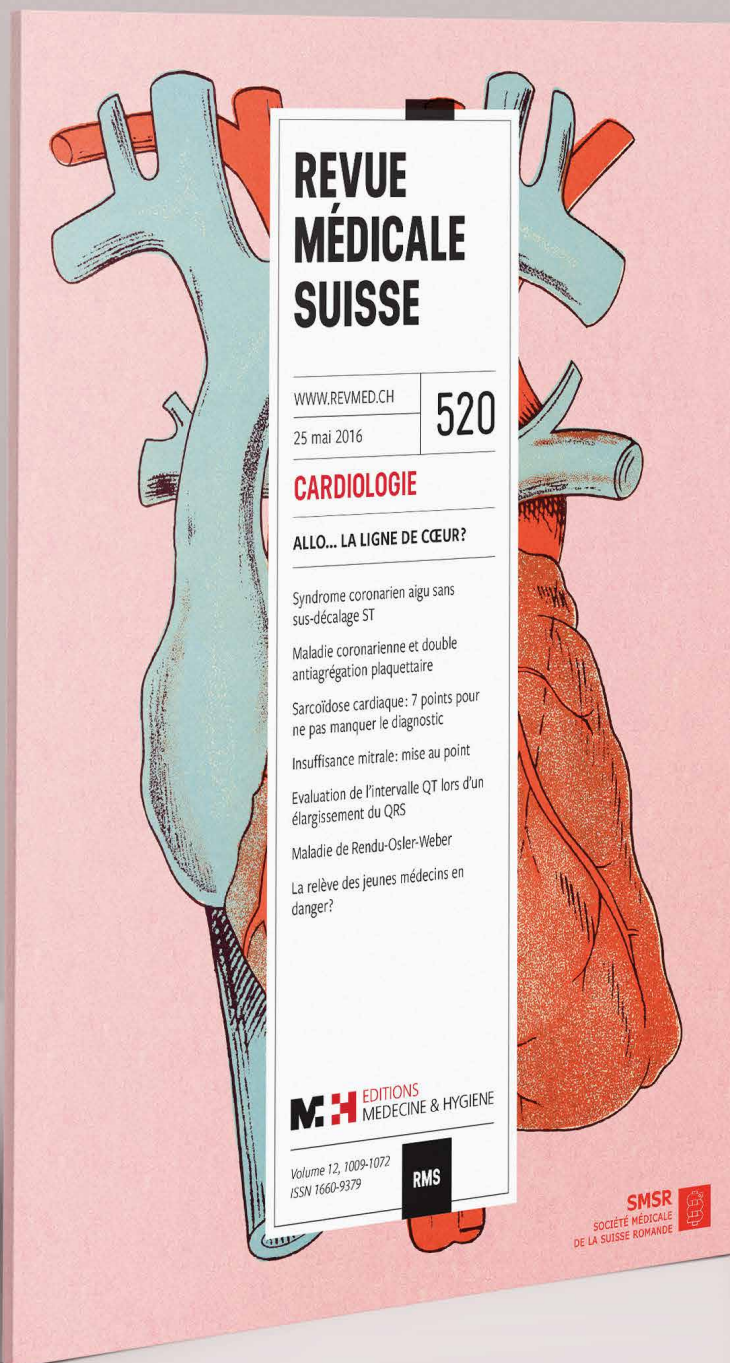 REVUE
MÉDICALE
SUISSE
WWW.REVMED.CH
25 mai 2016
520
CARDIOLOGIE
ALLO... LA LIGNE DE CŒUR?
Syndrome coronarien aigu sans
sus-décalage ST
Maladie coronarienne et double
antiagrégation plaquettaire
Sarcoïdose cardiaque: 7 points pour
ne pas manquer le diagnostic
Insuffisance mitrale: mise au point
Evaluation de l'intervalle QT lors d'un
élargissement du QRS
Maladie de Rendu-Osler-Weber
La relève des jeunes médecins en
danger?
EDITIONS
MEDECINE & HYGIENE
Volume 12, 1009-1072
ISSN 1660-9379
RMS
SMSR
SOCIÉTÉ MÉDICALE
DE LA SUISSE ROMANDE